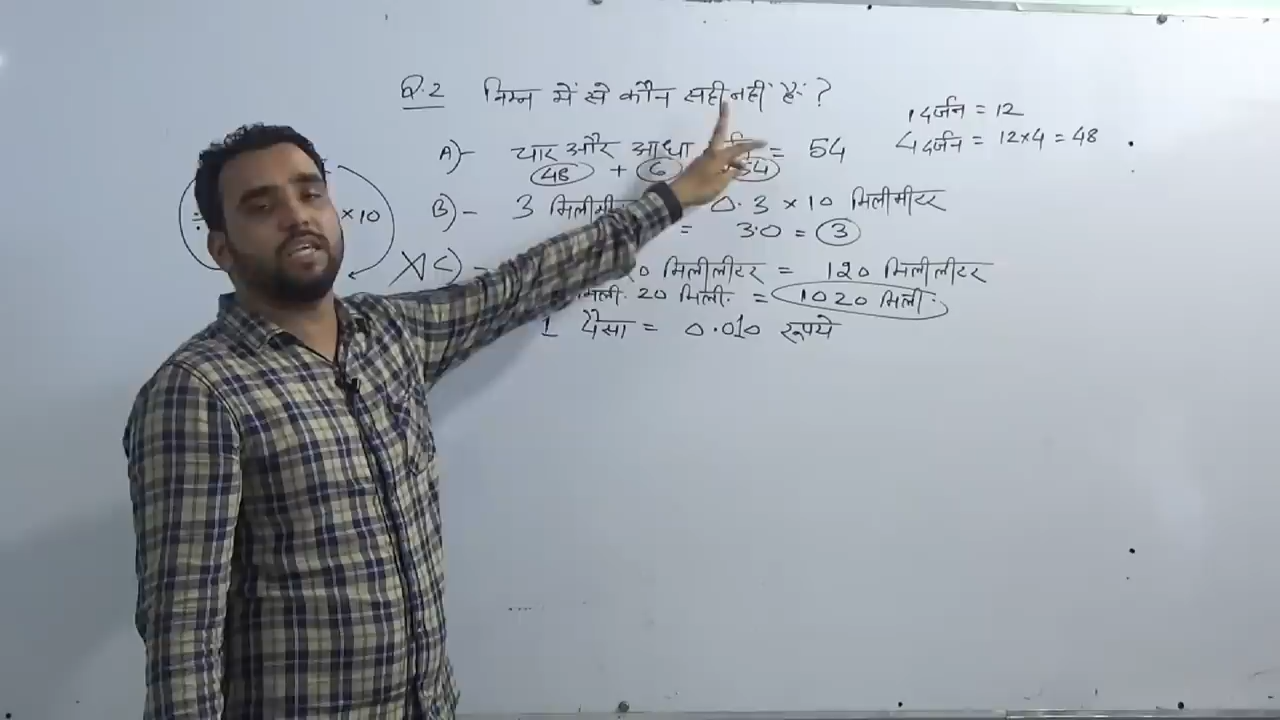 Q.2 निम्न में से कौन सही नहीं है ?
1 दर्जन = 12
4 दर्जन = 12×4 = 48
A)- चार और आधा = 54
48 + 6 54
B)- 3 मिलीमी = 0.3 × 10 मिलीमीटर
= 3.0 = 3
× 10
C) - 0 मिलीलीटर = 120 मिलीलीटर
मिली. 20 मिली. = 1020 मिली.
1 पैसा = 0.010 रूपये